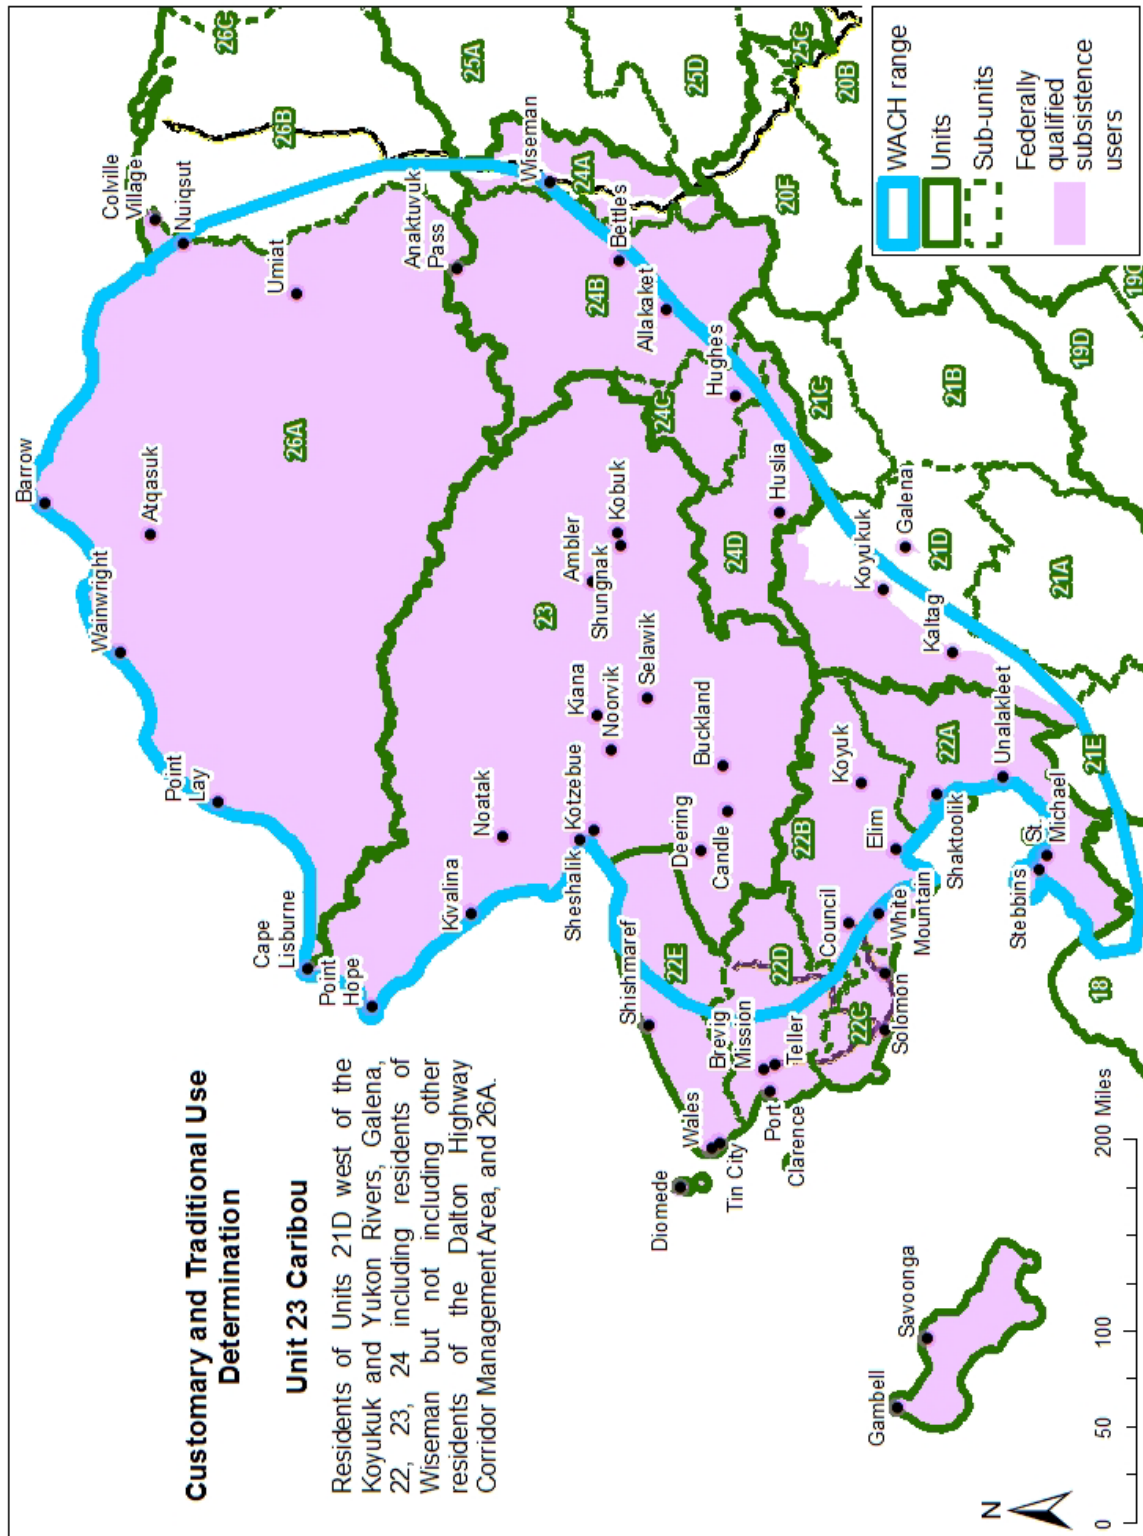 Customary and Traditional Use
Determination
Unit 23 Caribou
Residents of Units 21D west of the
Koyukuk and Yukon Rivers, Galena,
22, 23, 24 including residents of
Wiseman but not including other
residents of the Dalton Highway
Corridor Management Area, and 26A.
Barrow
Wainwright
Atqasuk
Point
Lay
Cape
Lisburne
Point
Hope
Colville
Village
Nuiqsut
Umiat
Anaktuvuk
Pass
Wiseman
Bettles
Allakaket
Hughes
Huslia
Kobuk
Ambler
Shungnak
Kiana
Noorvik
Selawik
Buckland
Noatak
Kivalina
Kotzebue
Sheshalik
Deering
Candle
Shishmaref
Koyuk
Elim
Council
White
Mountain
Solomon
Brevig
Mission
Teller
Wales
Tin City
Port
Clarence
Diomede
Shaktoolik
Unalakleet
St.
Michael
Stebbins
Kaltag
Koyukuk
Galena
Savoonga
Gambell
26C
26B
26A
25A
25D
25C
24A
24B
24C
24D
23
22A
22B
22C
22D
22E
21A
21B
21C
21D
21E
20B
20F
19D
19C
18
WACH range
Units
Sub-units
Federally
qualified
subsistence
users
N
0 50 100 200 Miles